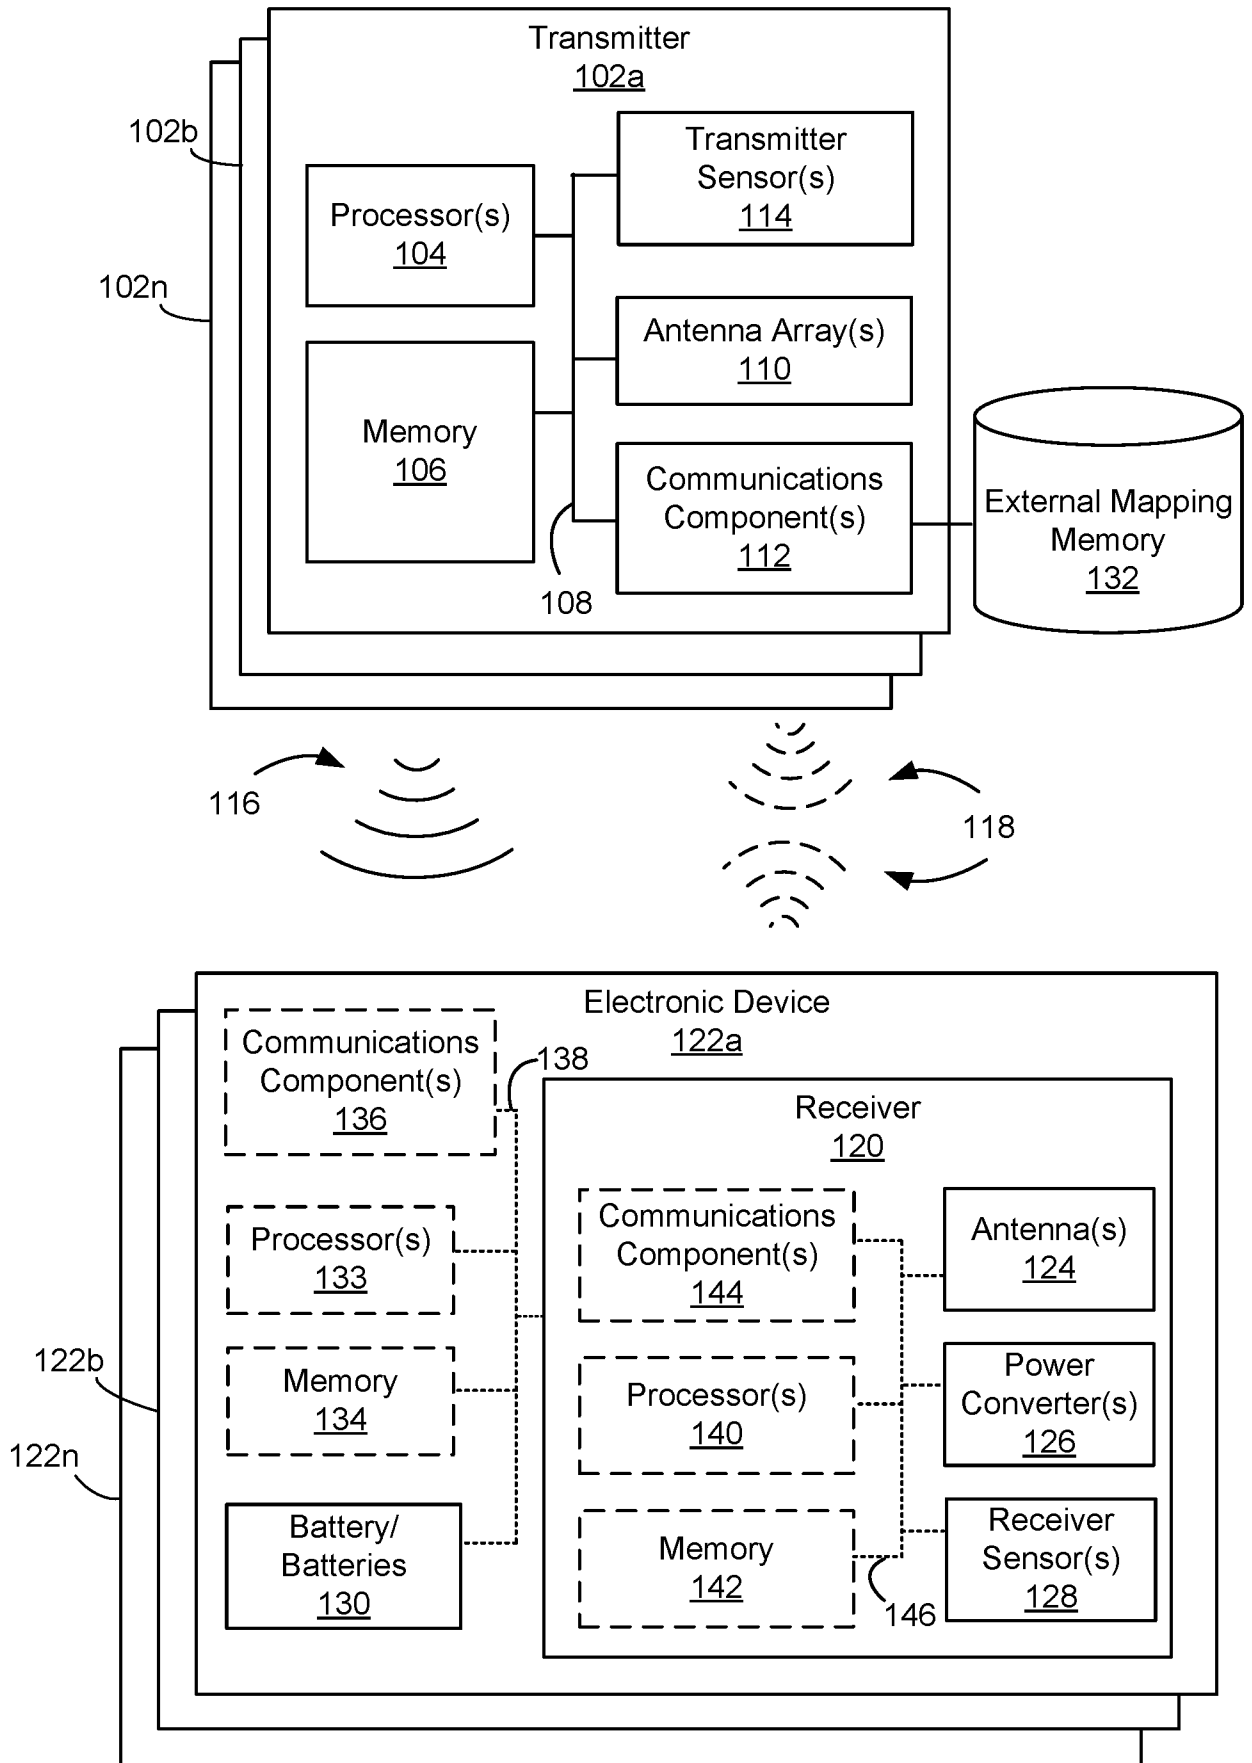 Transmitter
102a
102b
102n
Processor(s)
104
Memory
106
Transmitter
Sensor(s)
114
Antenna Array(s)
110
Communications
Component(s)
112
108
External Mapping
Memory
132
116
118
Electronic Device
122a
122b
122n
Communications
Component(s)
136
138
Processor(s)
133
Memory
134
Battery/
Batteries
130
Receiver
120
Communications
Component(s)
144
Processor(s)
140
Memory
142
146
Antenna(s)
124
Power
Converter(s)
126
Receiver
Sensor(s)
128